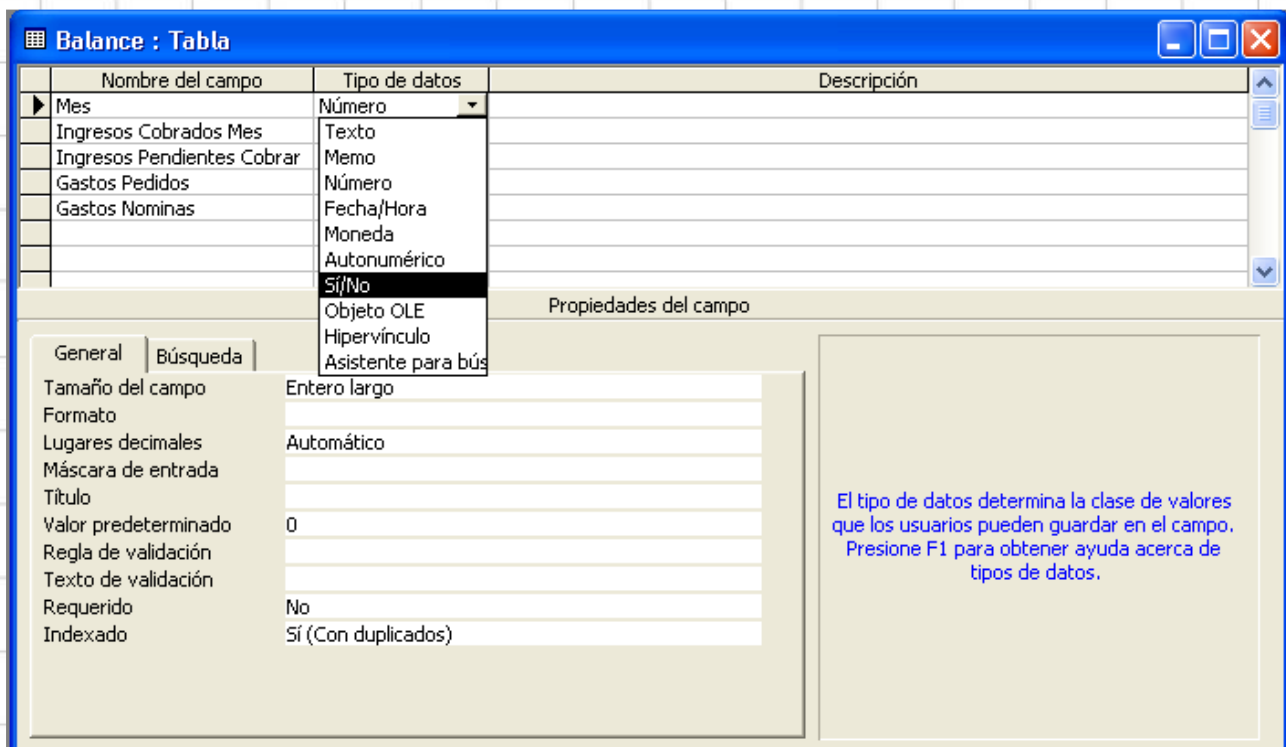 Balance : Tabla
Nombre del campo Tipo de datos Descripción
Mes Número
Ingresos Cobrados Mes Texto
Ingresos Pendientes Cobrar Memo
Gastos Pedidos Número
Gastos Nominas Fecha/Hora
Moneda
Autonumérico
Sí/No
Propiedades del campo
Objeto OLE
Hipervínculo
Asistente para bús
General Búsqueda
Tamaño del campo Entero largo
Formato
Lugares decimales Automático
Máscara de entrada
Título
Valor predeterminado 0
Regla de validación
Texto de validación
Requerido No
Indexado Sí (Con duplicados)
El tipo de datos determina la clase de valores
que los usuarios pueden guardar en el campo.
Presione F1 para obtener ayuda acerca de
tipos de datos.